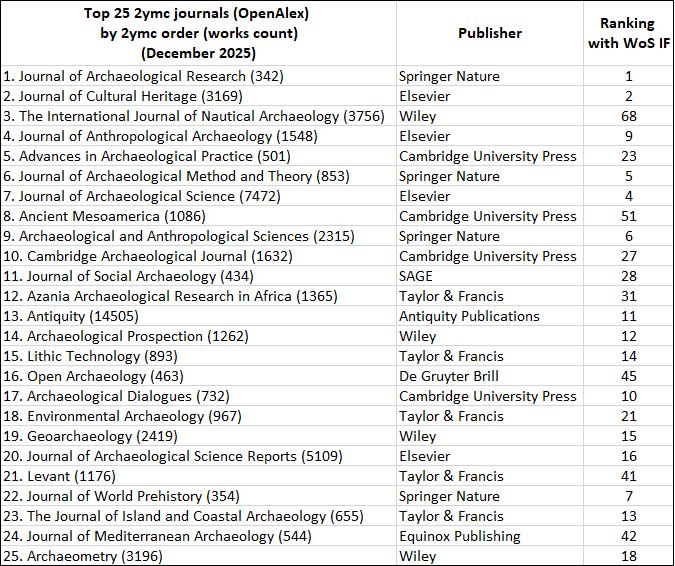 Top 25 2ymc journals (OpenAlex)
by 2ymc order (works count)
(December 2025)
Publisher
Ranking
with WoS IF
1. Journal of Archaeological Research (342) Springer Nature 1
2. Journal of Cultural Heritage (3169) Elsevier 2
3. The International Journal of Nautical Archaeology (3756) Wiley 68
4. Journal of Anthropological Archaeology (1548) Elsevier 9
5. Advances in Archaeological Practice (501) Cambridge University Press 23
6. Journal of Archaeological Method and Theory (853) Springer Nature 5
7. Journal of Archaeological Science (7472) Elsevier 4
8. Ancient Mesoamerica (1086) Cambridge University Press 51
9. Archaeological and Anthropological Sciences (2315) Springer Nature 6
10. Cambridge Archaeological Journal (1632) Cambridge University Press 27
11. Journal of Social Archaeology (434) SAGE 28
12. Azania Archaeological Research in Africa (1365) Taylor & Francis 31
13. Antiquity (14505) Antiquity Publications 11
14. Archaeological Prospection (1262) Wiley 12
15. Lithic Technology (893) Taylor & Francis 14
16. Open Archaeology (463) De Gruyter Brill 45
17. Archaeological Dialogues (732) Cambridge University Press 10
18. Environmental Archaeology (967) Taylor & Francis 21
19. Geoarchaeology (2419) Wiley 15
20. Journal of Archaeological Science Reports (5109) Elsevier 16
21. Levant (1176) Taylor & Francis 41
22. Journal of World Prehistory (354) Springer Nature 7
23. The Journal of Island and Coastal Archaeology (655) Taylor & Francis 13
24. Journal of Mediterranean Archaeology (544) Equinox Publishing 42
25. Archaeometry (3196) Wiley 18